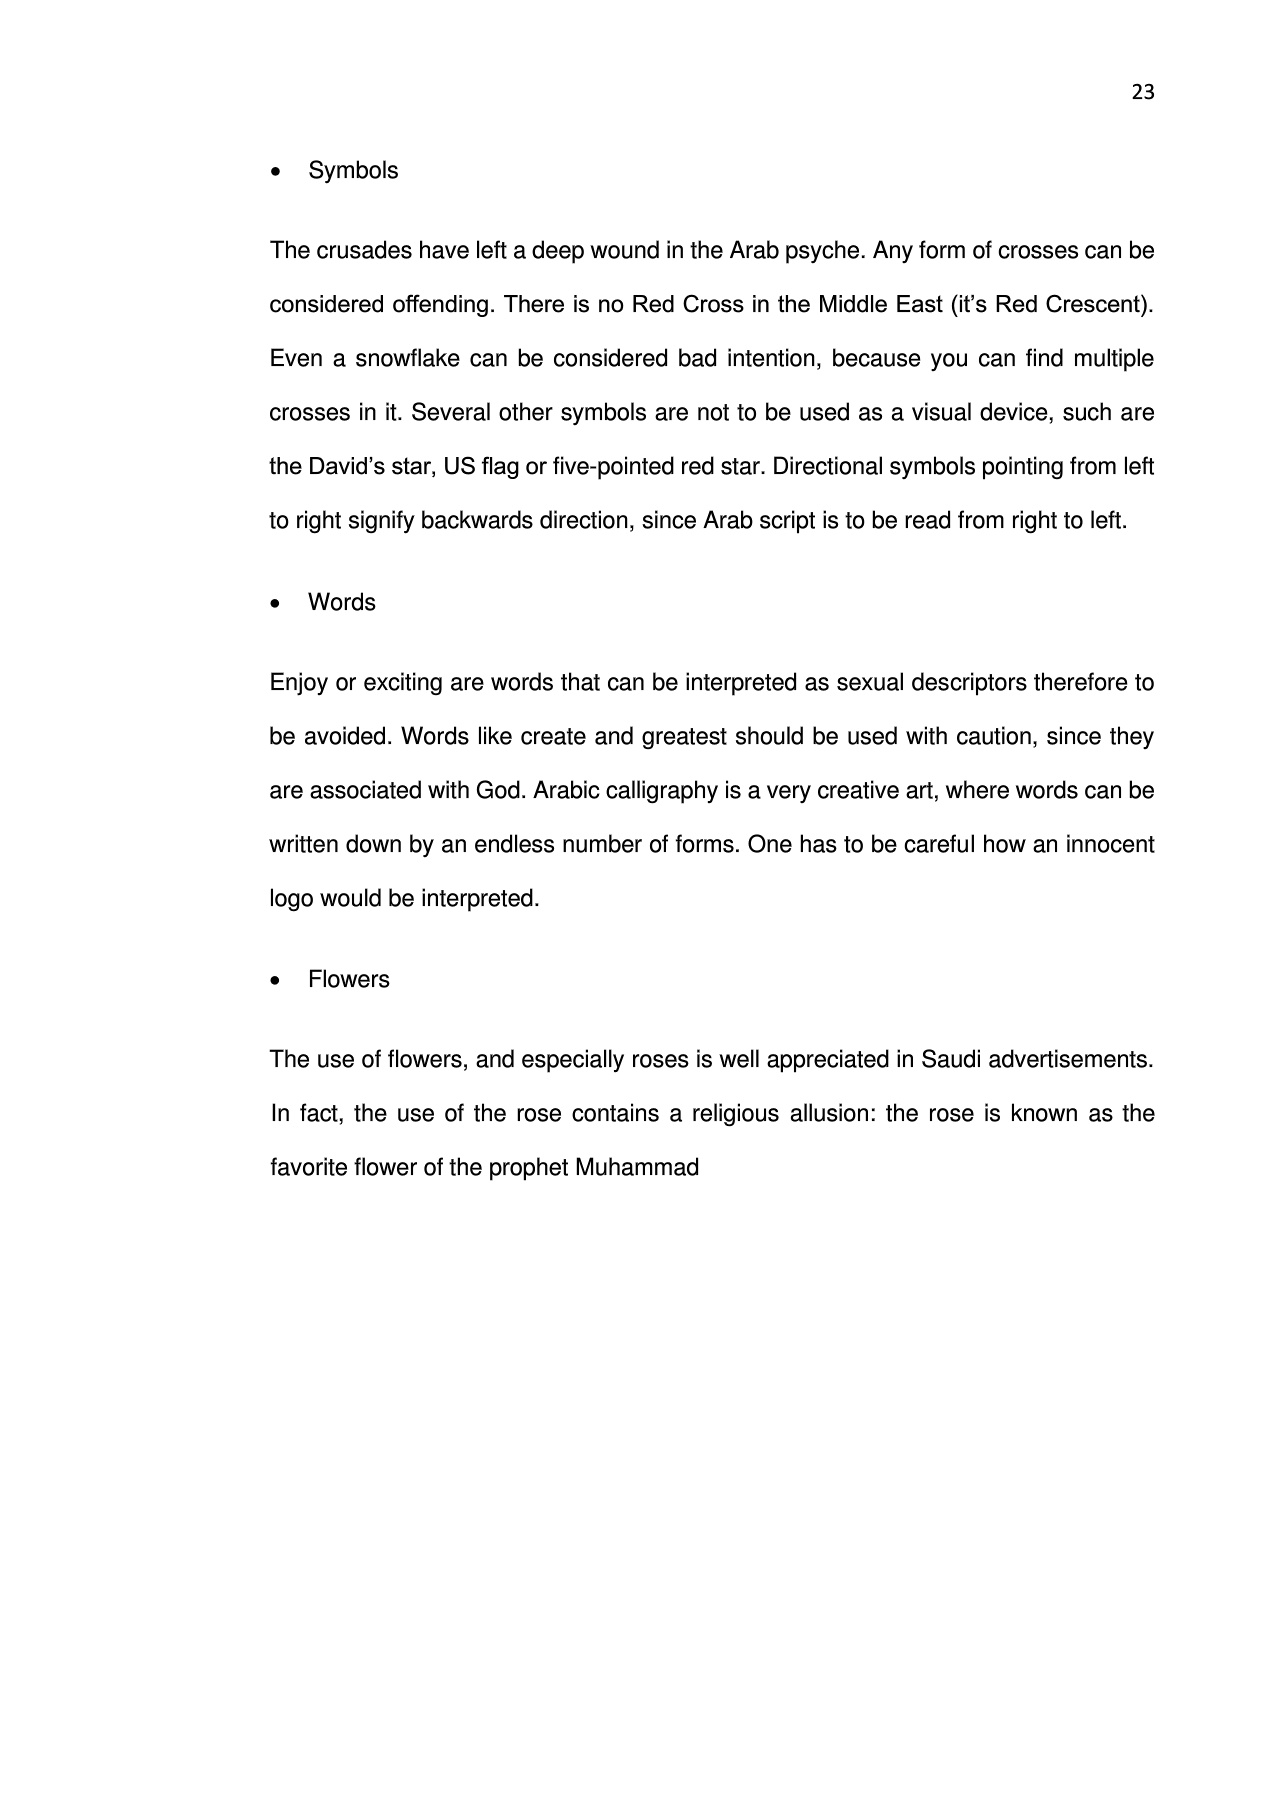 23
• Symbols
The crusades have left a deep wound in the Arab psyche. Any form of crosses can be
considered offending. There is no Red Cross in the Middle East (it’s Red Crescent).
Even a snowflake can be considered bad intention, because you can find multiple
crosses in it. Several other symbols are not to be used as a visual device, such are
the David’s star, US flag or five-pointed red star. Directional symbols pointing from left
to right signify backwards direction, since Arab script is to be read from right to left.
• Words
Enjoy or exciting are words that can be interpreted as sexual descriptors therefore to
be avoided. Words like create and greatest should be used with caution, since they
are associated with God. Arabic calligraphy is a very creative art, where words can be
written down by an endless number of forms. One has to be careful how an innocent
logo would be interpreted.
• Flowers
The use of flowers, and especially roses is well appreciated in Saudi advertisements.
In fact, the use of the rose contains a religious allusion: the rose is known as the
favorite flower of the prophet Muhammad